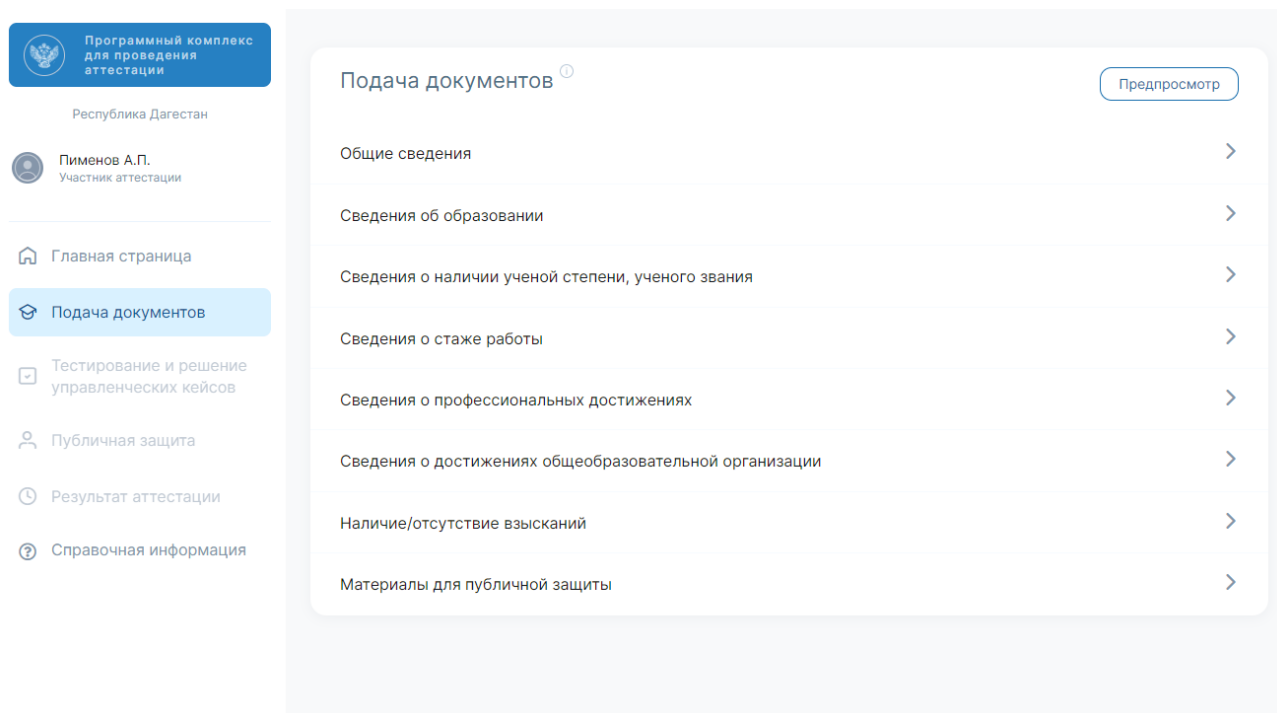 Программный комплекс
для проведения
аттестации
Республика Дагестан
Пименов А.П.
Участник аттестации
Главная страница
Подача документов
Тестирование и решение
управленческих кейсов
Публичная защита
Результат аттестации
Справочная информация
Подача документов
Предпросмотр
Общие сведения
Сведения об образовании
Сведения о наличии ученой степени, ученого звания
Сведения о стаже работы
Сведения о профессиональных достижениях
Сведения о достижениях общеобразовательной организации
Наличие/отсутствие взысканий
Материалы для публичной защиты